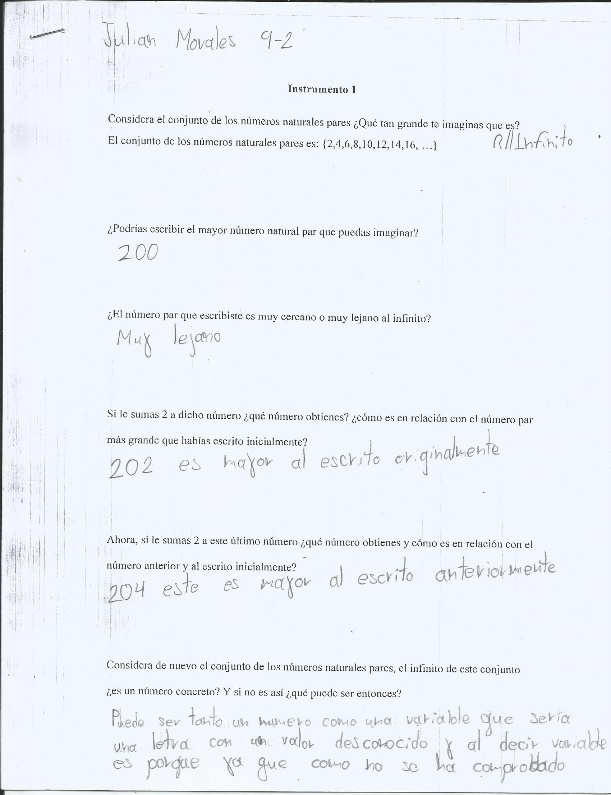 Julian Morales 9-2
Instrumento 1
Considera el conjunto de los números naturales pares ¿Qué tan grande te imaginas que es?
El conjunto de los números naturales pares es: {2,4,6,8,10,12,14,16, …}
R// Infinito
¿Podrías escribir el mayor número natural par que puedas imaginar?
200
¿El número par que escribiste es muy cercano o muy lejano al infinito?
Muy lejano
Si le sumas 2 a dicho número ¿qué número obtienes? ¿cómo es en relación con el número par
más grande que habías escrito inicialmente?
202 es mayor al escrito originalmente
Ahora, si le sumas 2 a este último número ¿qué número obtienes y cómo es en relación con el
número anterior y al escrito inicialmente?
204 este es mayor al escrito anteriormente
Considera de nuevo el conjunto de los números naturales pares, el infinito de este conjunto
¿es un número concreto? Y si no es así ¿qué puede ser entonces?
Puede ser tanto un numero como una variable que seria
una letra con un valor desconocido y al decir variable
es porque ya que como no se ha comprobado